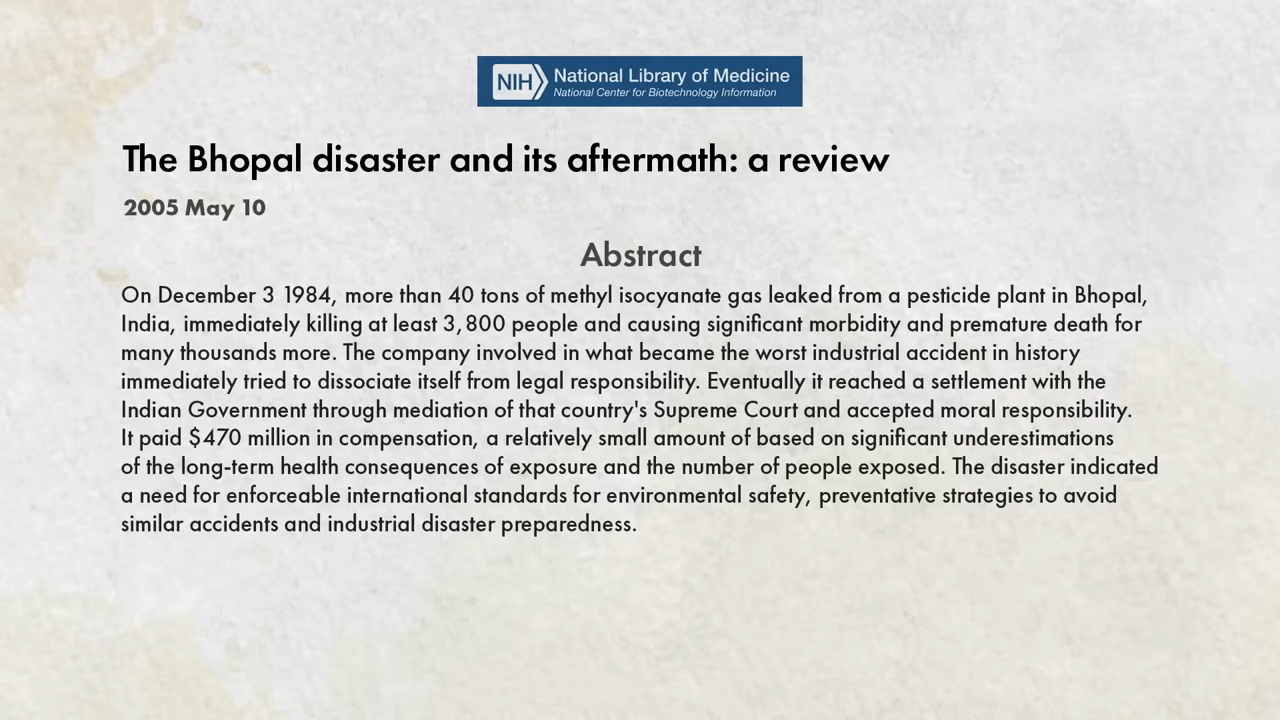 NIH National Library of Medicine
National Center for Biotechnology Information
The Bhopal disaster and its aftermath: a review
2005 May 10
Abstract
On December 3 1984, more than 40 tons of methyl isocyanate gas leaked from a pesticide plant in Bhopal,
India, immediately killing at least 3,800 people and causing significant morbidity and premature death for
many thousands more. The company involved in what became the worst industrial accident in history
immediately tried to dissociate itself from legal responsibility. Eventually it reached a settlement with the
Indian Government through mediation of that country's Supreme Court and accepted moral responsibility.
It paid $470 million in compensation, a relatively small amount of based on significant underestimations
of the long-term health consequences of exposure and the number of people exposed. The disaster indicated
a need for enforceable international standards for environmental safety, preventative strategies to avoid
similar accidents and industrial disaster preparedness.